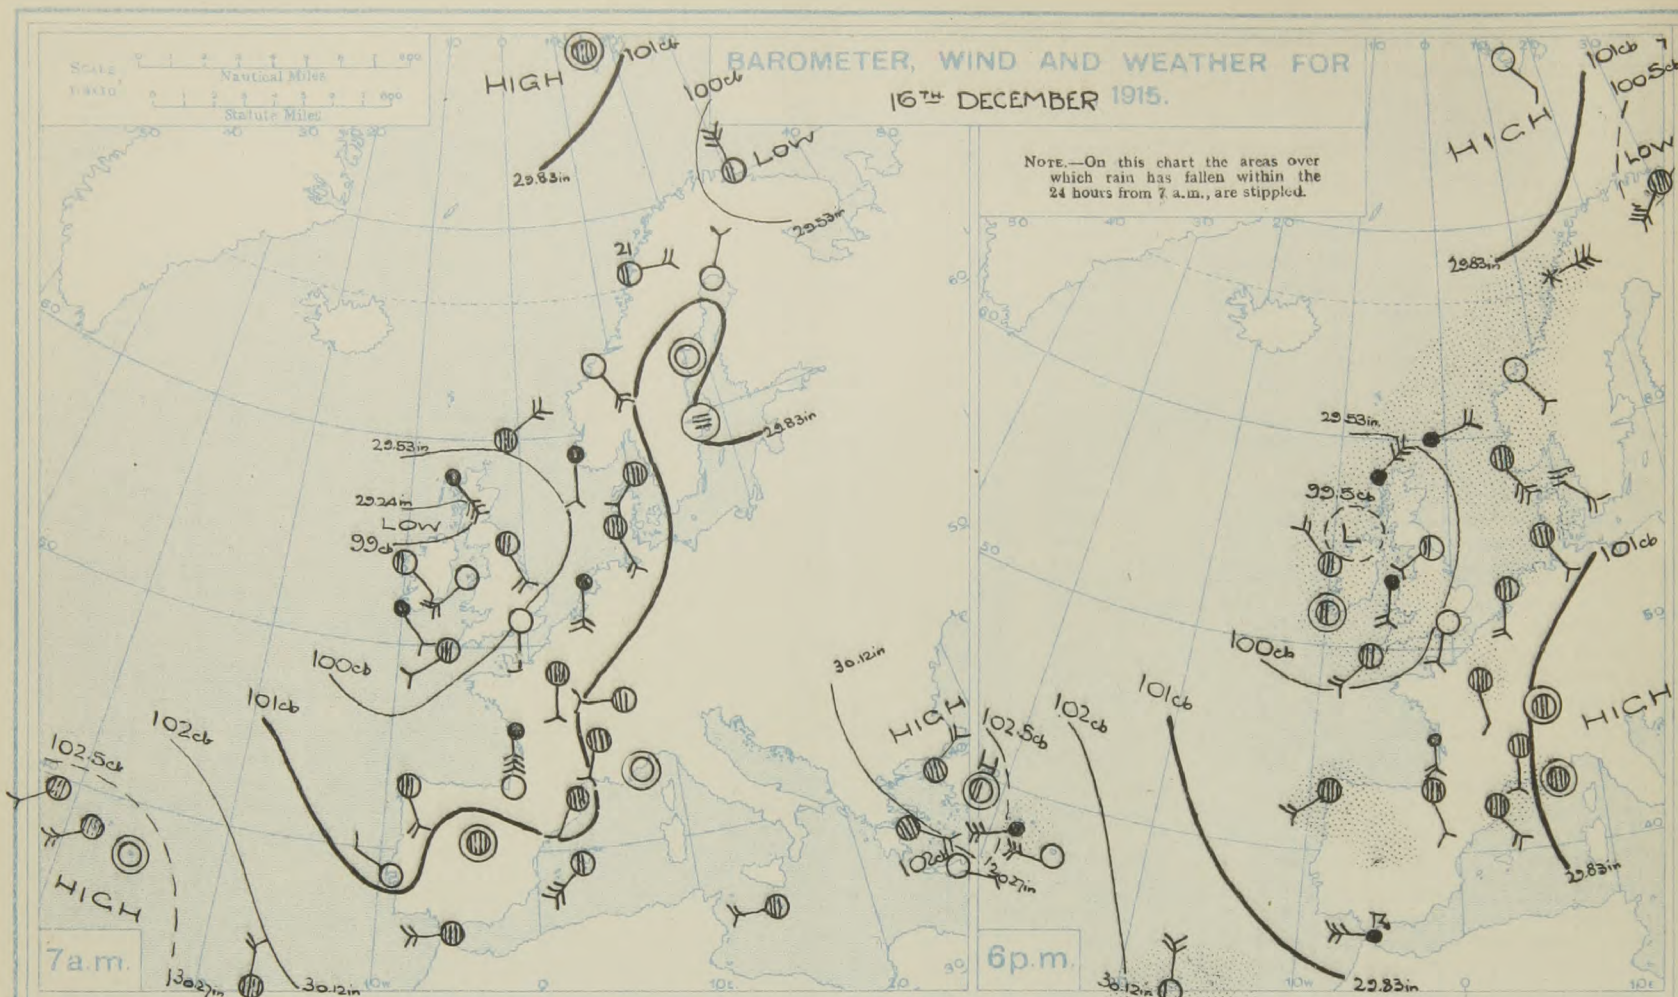 BAROMETER, WIND AND WEATHER FOR
16TH DECEMBER 1915.
NOTE.—On this chart the areas over
which rain has fallen within the
24 hours from 7 a.m., are stippled.
Nautical Miles
Statute Miles
HIGH
101cb
29.83in
100cb
LOW
29.53in
21
29.83in
29.53in
29.24in
LOW
99cb
100cb
101cb
102cb
102.5cb
HIGH
30.27in
30.12in
7a.m.
30.12in
HIGH
102.5cb
102cb
30.27in
HIGH
101cb
100.5cb
LOW
29.83in
29.53in.
99.5cb
L
101cb
100cb
101cb
102cb
HIGH
29.83in
R
30.12in
29.83in
6p.m.